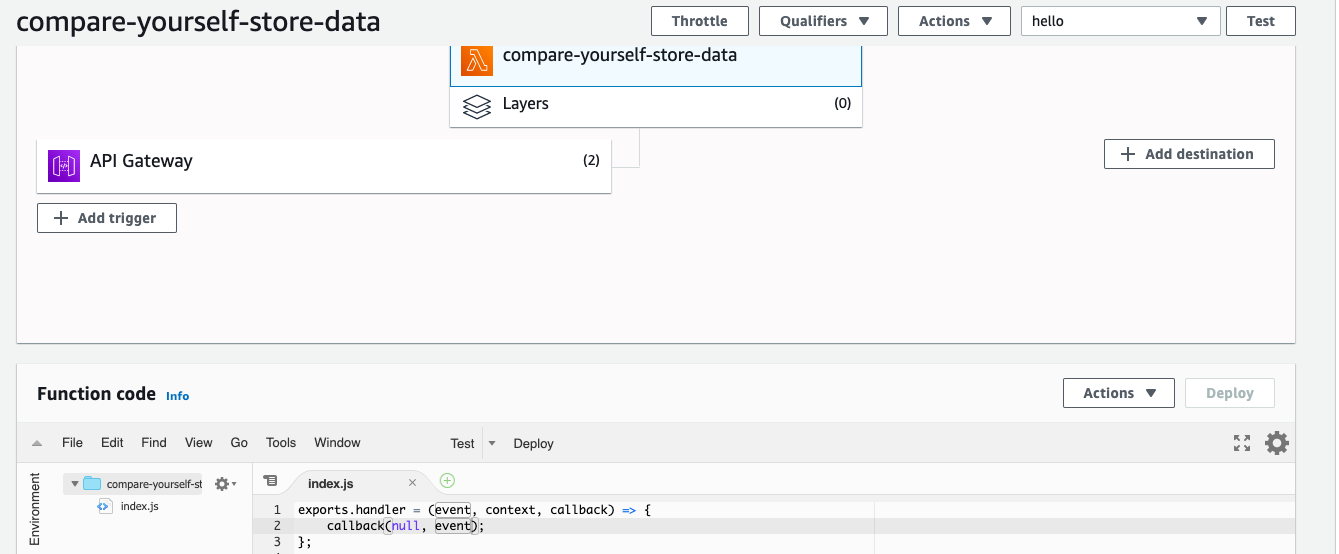 compare-yourself-store-data
Throttle
Qualifiers
Actions
hello
Test
compare-yourself-store-data
Layers
(0)
API Gateway
(2)
Add destination
Add trigger
Function code Info
Actions
Deploy
File Edit Find View Go Tools Window Test Deploy
Environment
compare-yourself-st
index.js
index.js
1 exports.handler = (event, context, callback) => {
2 callback(null, event);
3 };